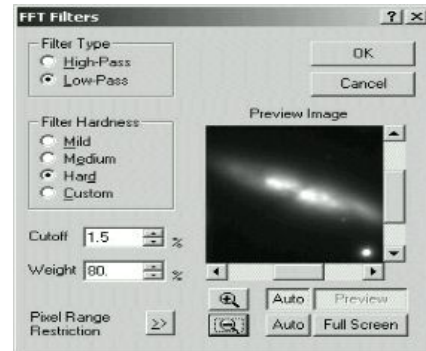 FFT Filters
Filter Type
High-Pass
Low-Pass
OK
Cancel
Filter Hardness
Mild
Medium
Hard
Custom
Preview Image
Cutoff 1.5 %
Weight 80. %
Auto Preview
Pixel Range
Restriction >>
Auto Full Screen